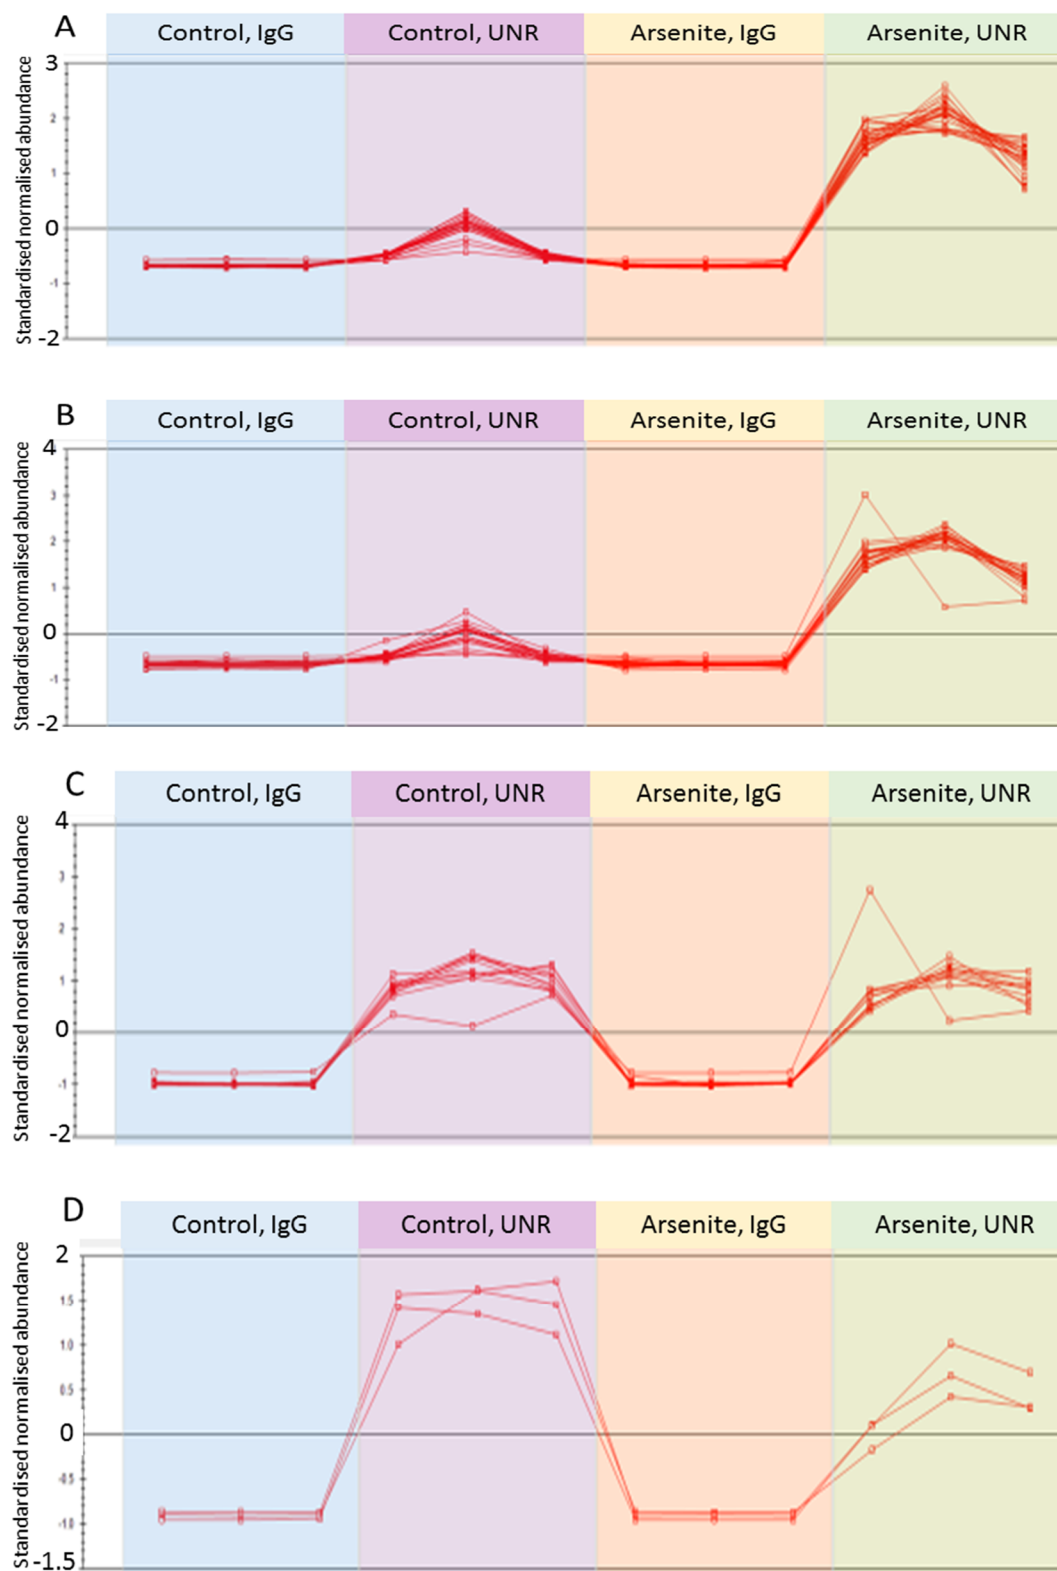 A
Control, IgG Control, UNR Arsenite, IgG Arsenite, UNR
Standardised normalised abundance
3
2
1
0
-1
-2
B
Control, IgG Control, UNR Arsenite, IgG Arsenite, UNR
Standardised normalised abundance
4
3
2
1
0
-1
-2
C
Control, IgG Control, UNR Arsenite, IgG Arsenite, UNR
Standardised normalised abundance
4
3
2
1
0
-1
-2
D
Control, IgG Control, UNR Arsenite, IgG Arsenite, UNR
Standardised normalised abundance
2
1.5
1.0
0.5
0
-0.5
-1.0
-1.5